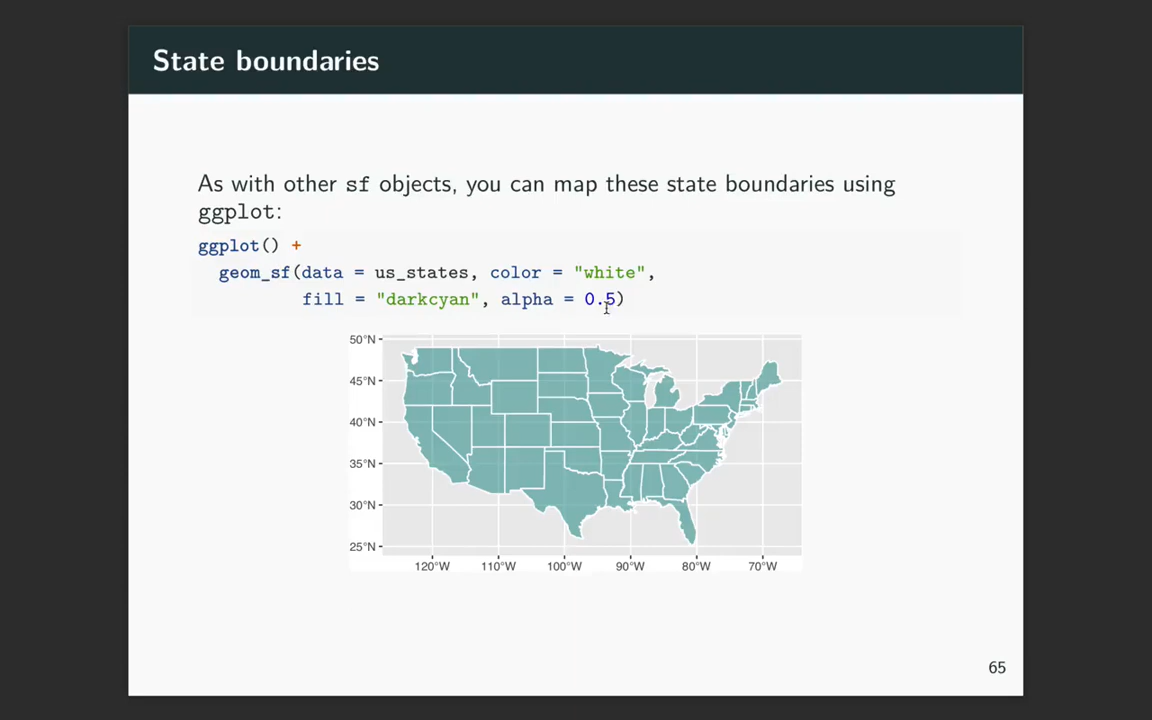 State boundaries
As with other sf objects, you can map these state boundaries using
ggplot:
ggplot() +
geom_sf(data = us_states, color = "white",
fill = "darkcyan", alpha = 0.5)
50°N
45°N
40°N
35°N
30°N
25°N
120°W 110°W 100°W 90°W 80°W 70°W
65